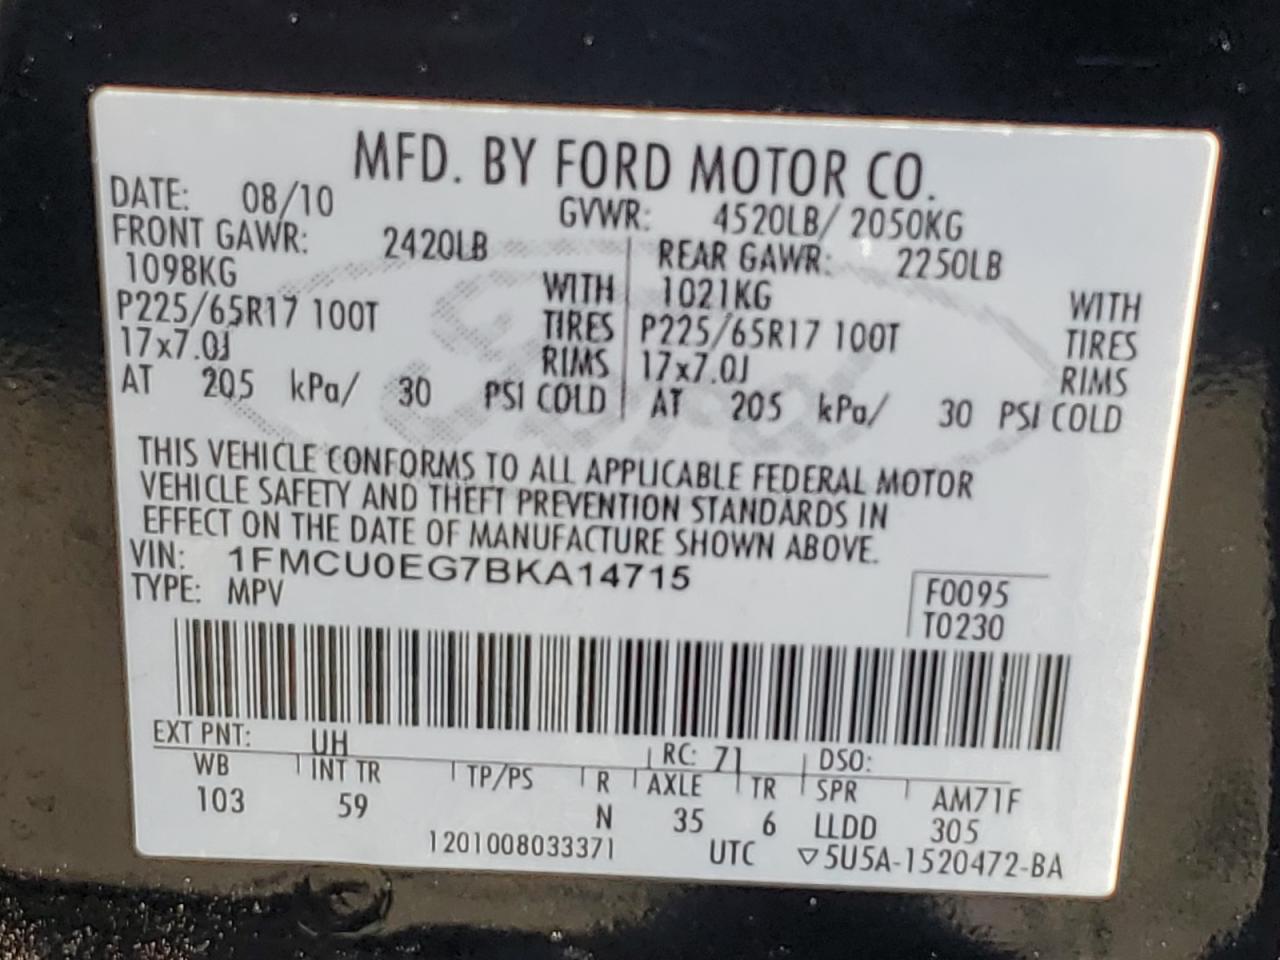 MFD. BY FORD MOTOR CO.
DATE: 08/10 GVWR: 4520LB/ 2050KG
FRONT GAWR: 2420LB REAR GAWR: 2250LB
1098KG WITH 1021KG WITH
P225/65R17 100T TIRES P225/65R17 100T TIRES
17x7.0J RIMS 17x7.0J RIMS
AT 205 kPa/ 30 PSI COLD AT 205 kPa/ 30 PSI COLD
THIS VEHICLE CONFORMS TO ALL APPLICABLE FEDERAL MOTOR
VEHICLE SAFETY AND THEFT PREVENTION STANDARDS IN
EFFECT ON THE DATE OF MANUFACTURE SHOWN ABOVE.
VIN: 1FMCU0EG7BKA14715
TYPE: MPV F0095
T0230
EXT PNT: UH RC: 71 DSO:
WB INT TR TP/PS R AXLE TR SPR AM71F
103 59 N 35 6 LLDD 305
1201008033371 UTC ▽5U5A-1520472-BA